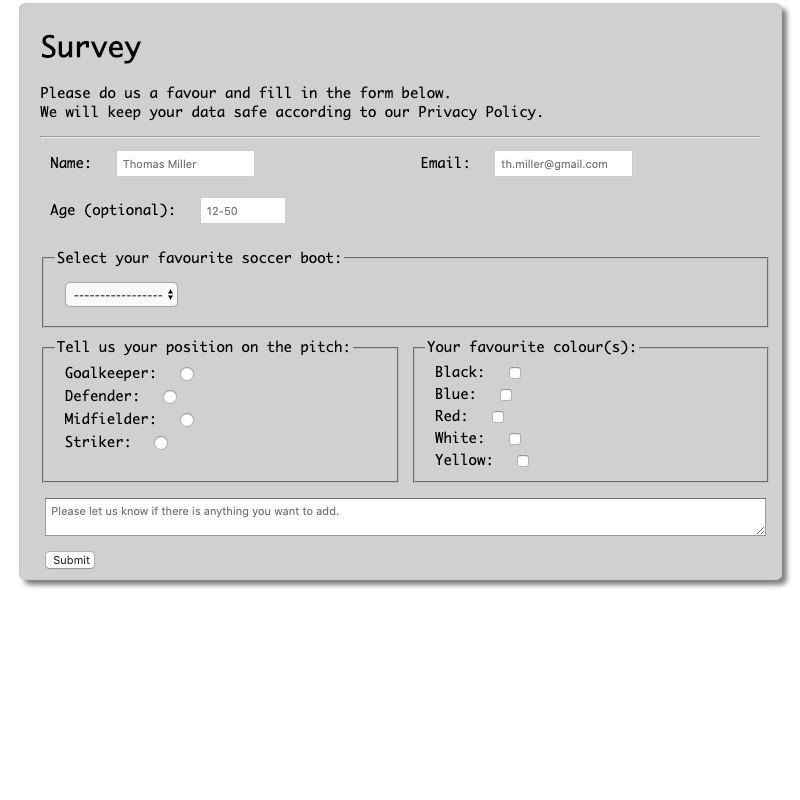 Survey
Please do us a favour and fill in the form below.
We will keep your data safe according to our Privacy Policy.
Name: Thomas Miller Email: th.miller@gmail.com
Age (optional): 12-50
Select your favourite soccer boot:
-----------------
Tell us your position on the pitch:
Goalkeeper:
Defender:
Midfielder:
Striker:
Your favourite colour(s):
Black:
Blue:
Red:
White:
Yellow:
Please let us know if there is anything you want to add.
Submit